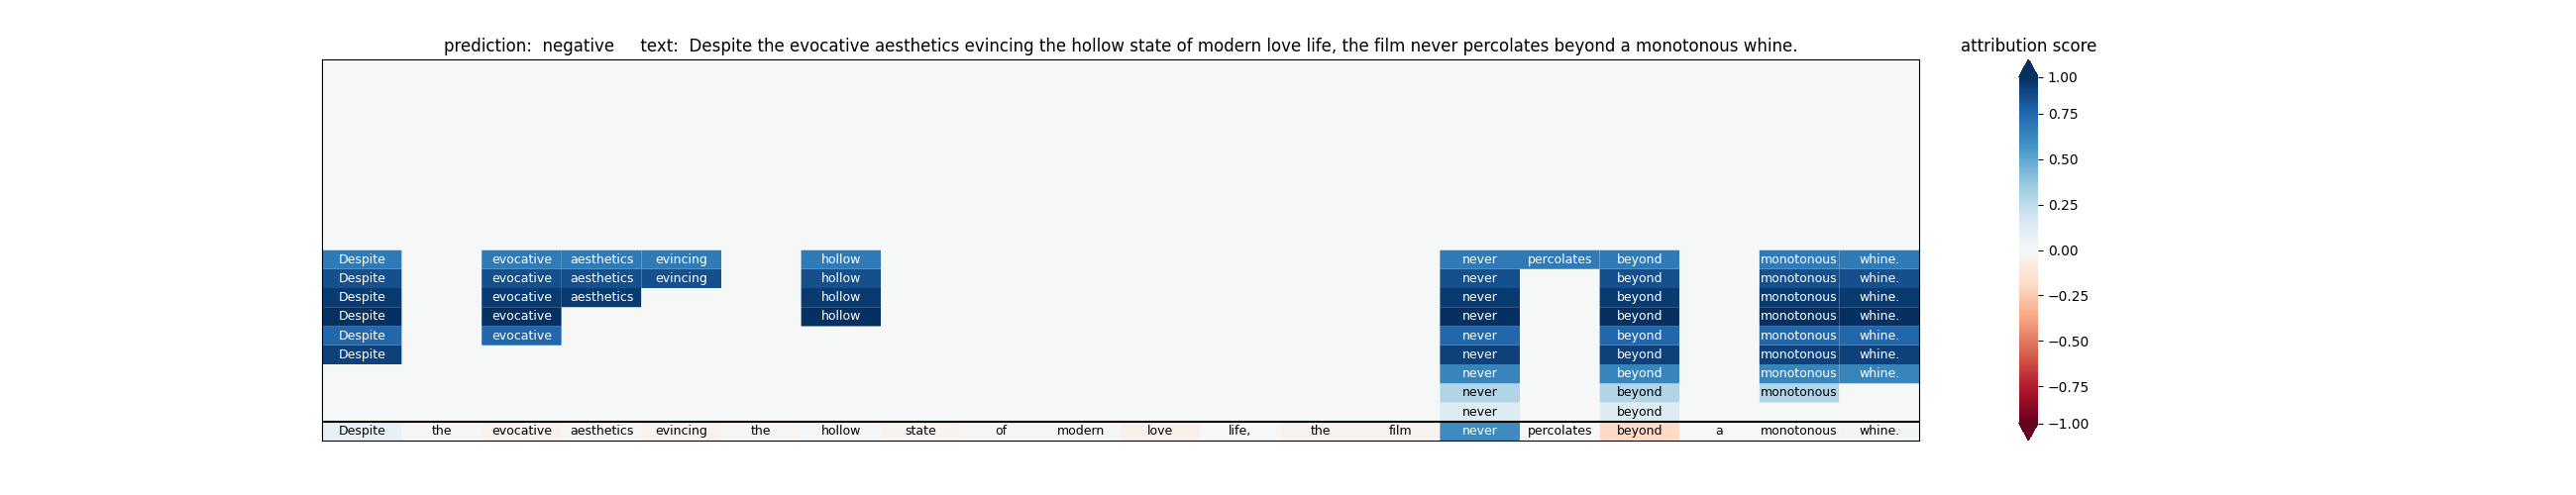 prediction:  negative     text:  Despite the evocative aesthetics evincing the hollow state of modern love life, the film never percolates beyond a monotonous whine.
attribution score
1.00
0.75
0.50
0.25
0.00
−0.25
−0.50
−0.75
−1.00
Despite evocative aesthetics evincing hollow never percolates beyond monotonous whine.
Despite evocative aesthetics evincing hollow never beyond monotonous whine.
Despite evocative aesthetics hollow never beyond monotonous whine.
Despite evocative hollow never beyond monotonous whine.
Despite evocative never beyond monotonous whine.
Despite never beyond monotonous whine.
never beyond monotonous whine.
never beyond monotonous
never beyond
Despite the evocative aesthetics evincing the hollow state of modern love life, the film never percolates beyond a monotonous whine.